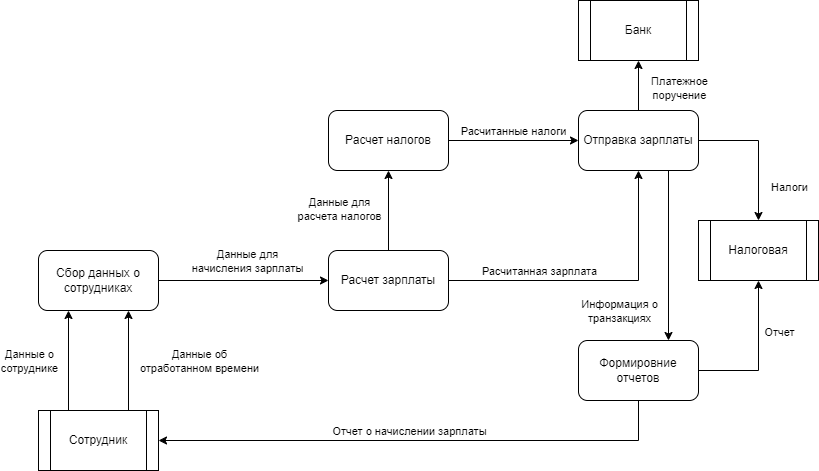 Банк
Платежное
поручение
Расчет налогов
Расчитанные налоги
Отправка зарплаты
Налоги
Данные для
расчета налогов
Налоговая
Данные для
начисления зарплаты
Сбор данных о
сотрудниках
Расчет зарплаты
Расчитанная зарплата
Информация о
транзакциях
Отчет
Данные о
сотруднике
Данные об
отработанном времени
Формировние
отчетов
Сотрудник
Отчет о начислении зарплаты